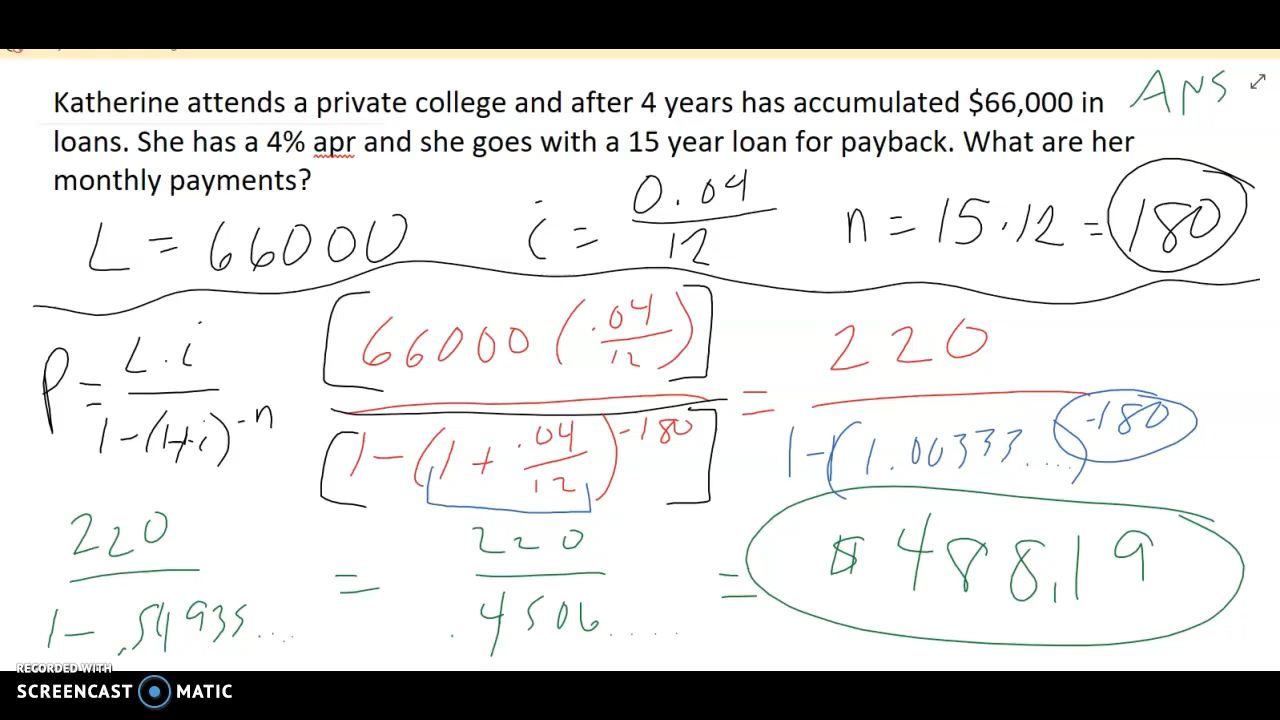 Katherine attends a private college and after 4 years has accumulated $66,000 in
loans. She has a 4% apr and she goes with a 15 year loan for payback. What are her
monthly payments?
ANS
L = 66000
i = 0.04 / 12
n = 15·12 = 180
P = L·i / 1-(1+i)^-n
[66000(.04/12)] / [1-(1+.04/12)^-180] = 220 / 1-(1.00333....)^-180
220 / 1-.54935.... = 220 / .4506..... = $488.19
RECORDED WITH
SCREENCAST MATIC